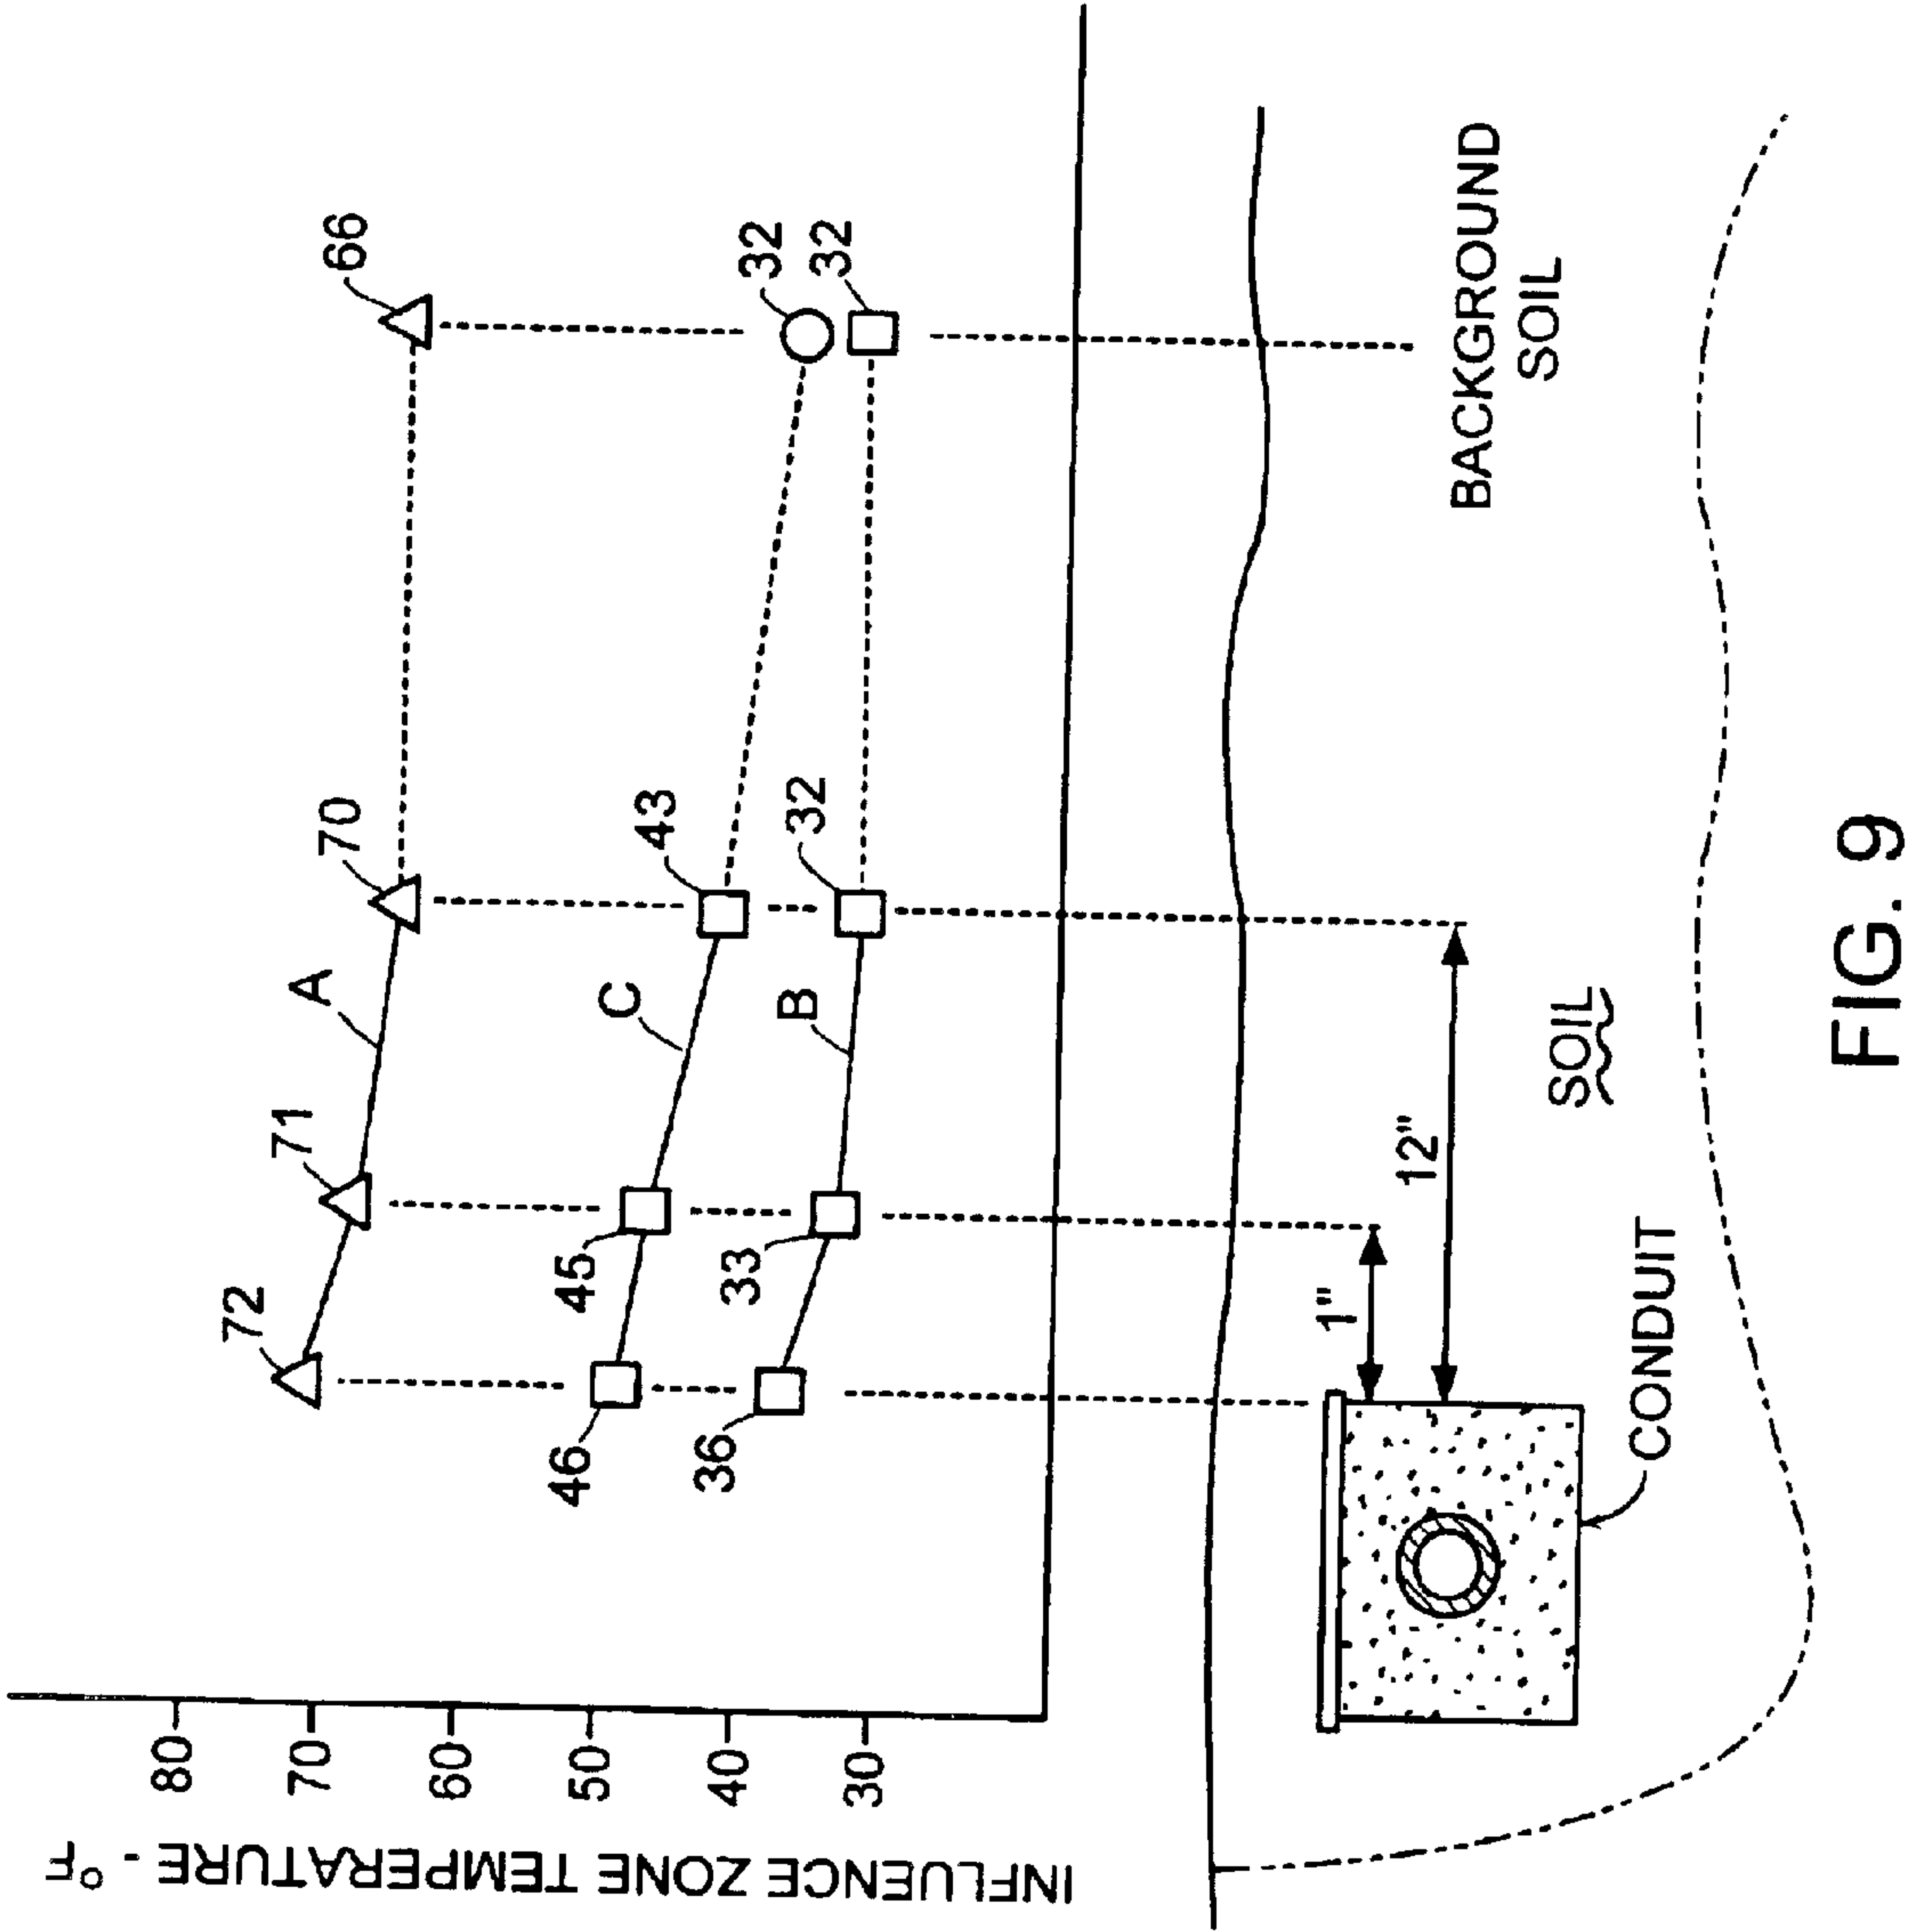 INFLUENCE ZONE TEMPERATURE - °F
80
70
60
50
40
30
72
71
A
70
66
46
45
C
43
32
36
33
B
32
32
1"
12"
CONDUIT
SOIL
BACKGROUND
SOIL
FIG. 9